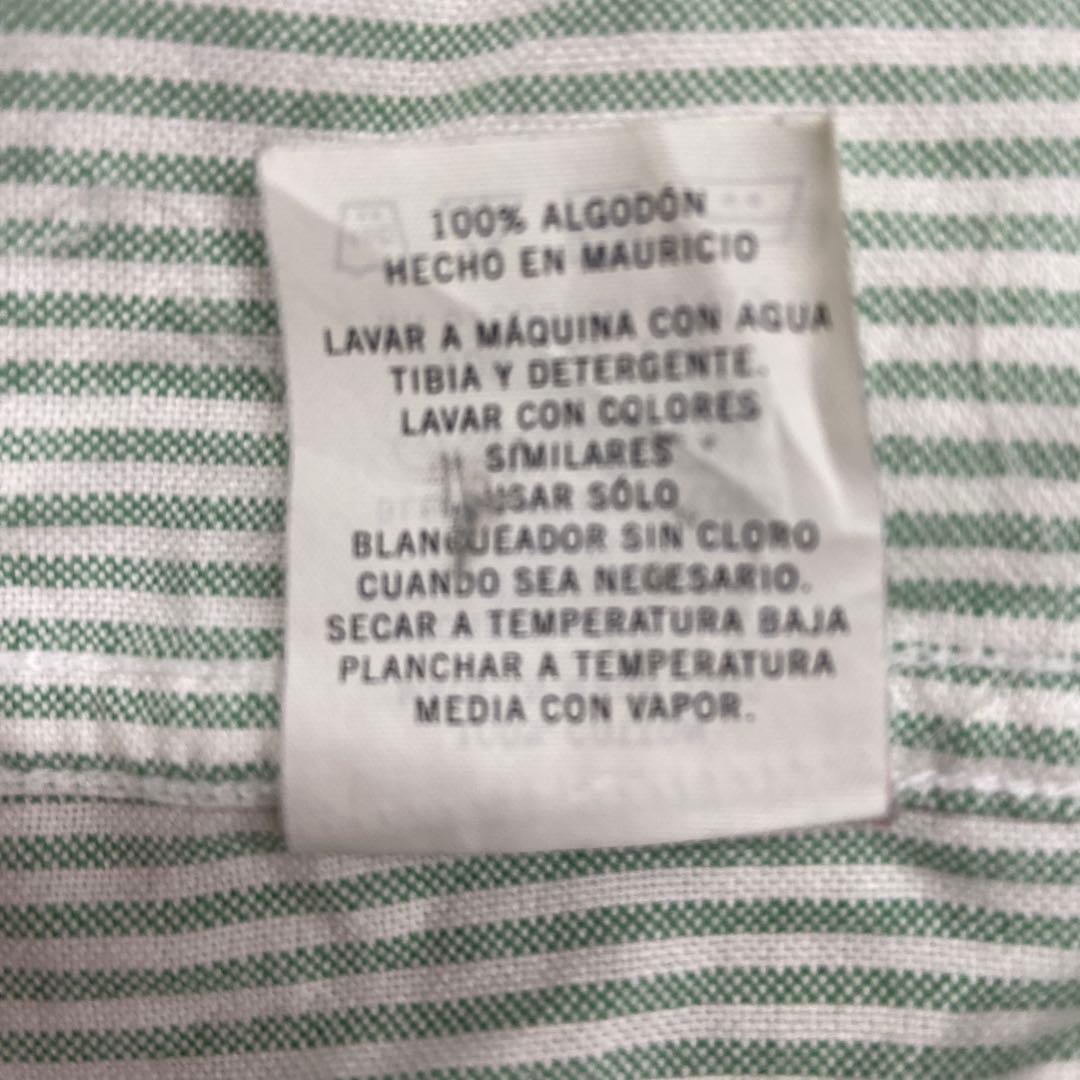 100% ALGODÓN
HECHO EN MAURICIO
LAVAR A MÁQUINA CON AGUA
TIBIA Y DETERGENTE.
LAVAR CON COLORES
SIMILARES
USAR SÓLO
BLANQUEADOR SIN CLORO
CUANDO SEA NECESARIO.
SECAR A TEMPERATURA BAJA
PLANCHAR A TEMPERATURA
MEDIA CON VAPOR.